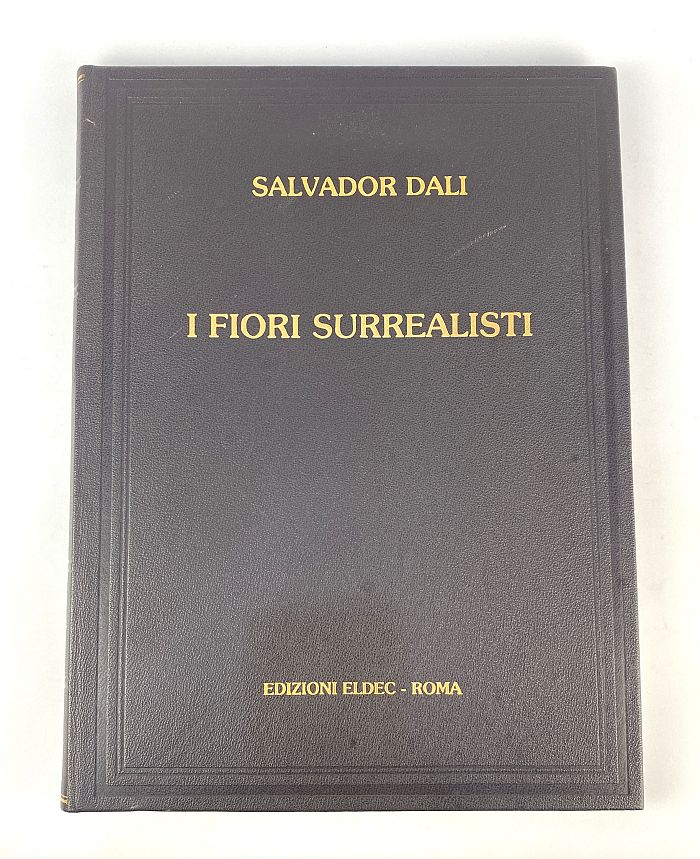 SALVADOR DALI
I FIORI SURREALISTI
EDIZIONI ELDEC - ROMA